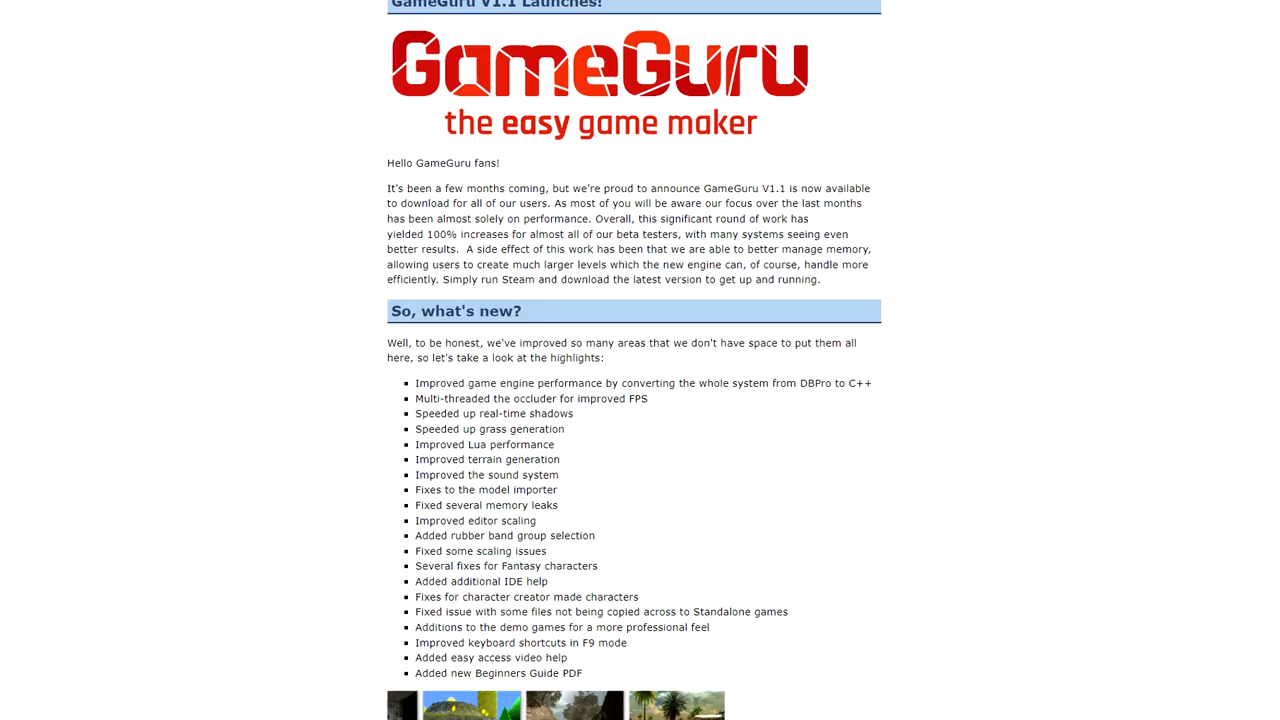 GameGuru V1.1 Launches!
GameGuru
the easy game maker
Hello GameGuru fans!
It's been a few months coming, but we're proud to announce GameGuru V1.1 is now available
to download for all of our users. As most of you will be aware our focus over the last months
has been almost solely on performance. Overall, this significant round of work has
yielded 100% increases for almost all of our beta testers, with many systems seeing even
better results.  A side effect of this work has been that we are able to better manage memory,
allowing users to create much larger levels which the new engine can, of course, handle more
efficiently. Simply run Steam and download the latest version to get up and running.
So, what's new?
Well, to be honest, we've improved so many areas that we don't have space to put them all
here, so let's take a look at the highlights:
▪ Improved game engine performance by converting the whole system from DBPro to C++
▪ Multi-threaded the occluder for improved FPS
▪ Speeded up real-time shadows
▪ Speeded up grass generation
▪ Improved Lua performance
▪ Improved terrain generation
▪ Improved the sound system
▪ Fixes to the model importer
▪ Fixed several memory leaks
▪ Improved editor scaling
▪ Added rubber band group selection
▪ Fixed some scaling issues
▪ Several fixes for Fantasy characters
▪ Added additional IDE help
▪ Fixes for character creator made characters
▪ Fixed issue with some files not being copied across to Standalone games
▪ Additions to the demo games for a more professional feel
▪ Improved keyboard shortcuts in F9 mode
▪ Added easy access video help
▪ Added new Beginners Guide PDF